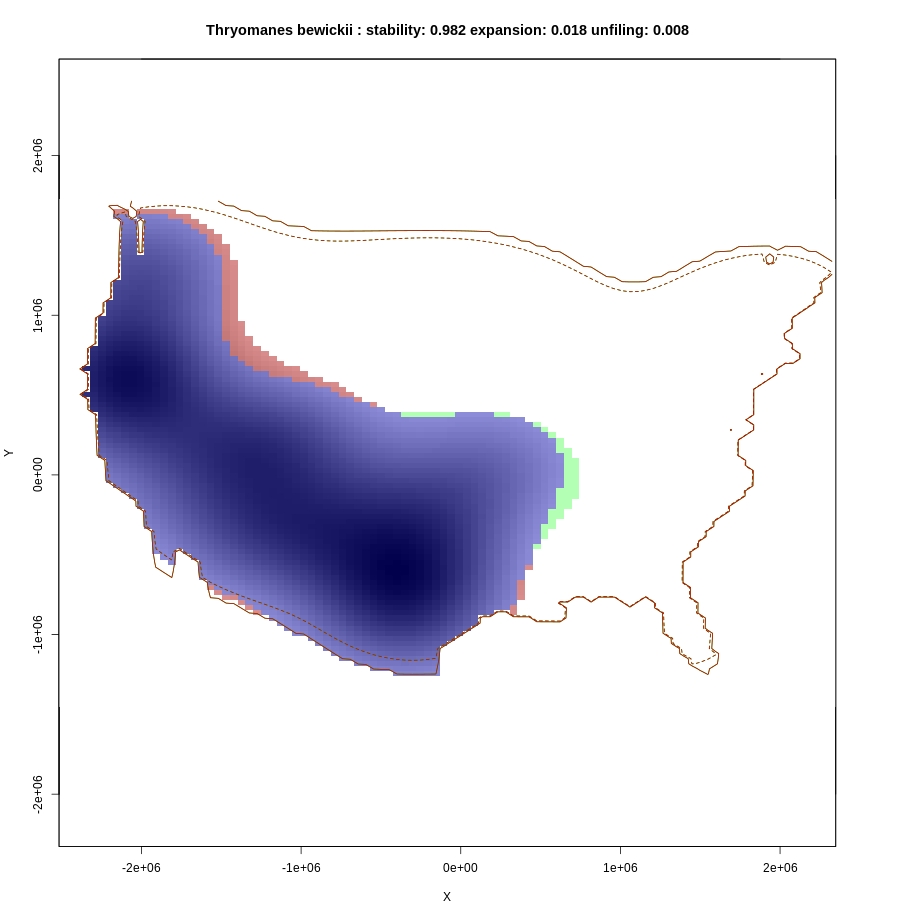 Thryomanes bewickii : stability: 0.982 expansion: 0.018 unfiling: 0.008
2e+06
1e+06
0e+00
-1e+06
-2e+06
Y
-2e+06 -1e+06 0e+00 1e+06 2e+06
X